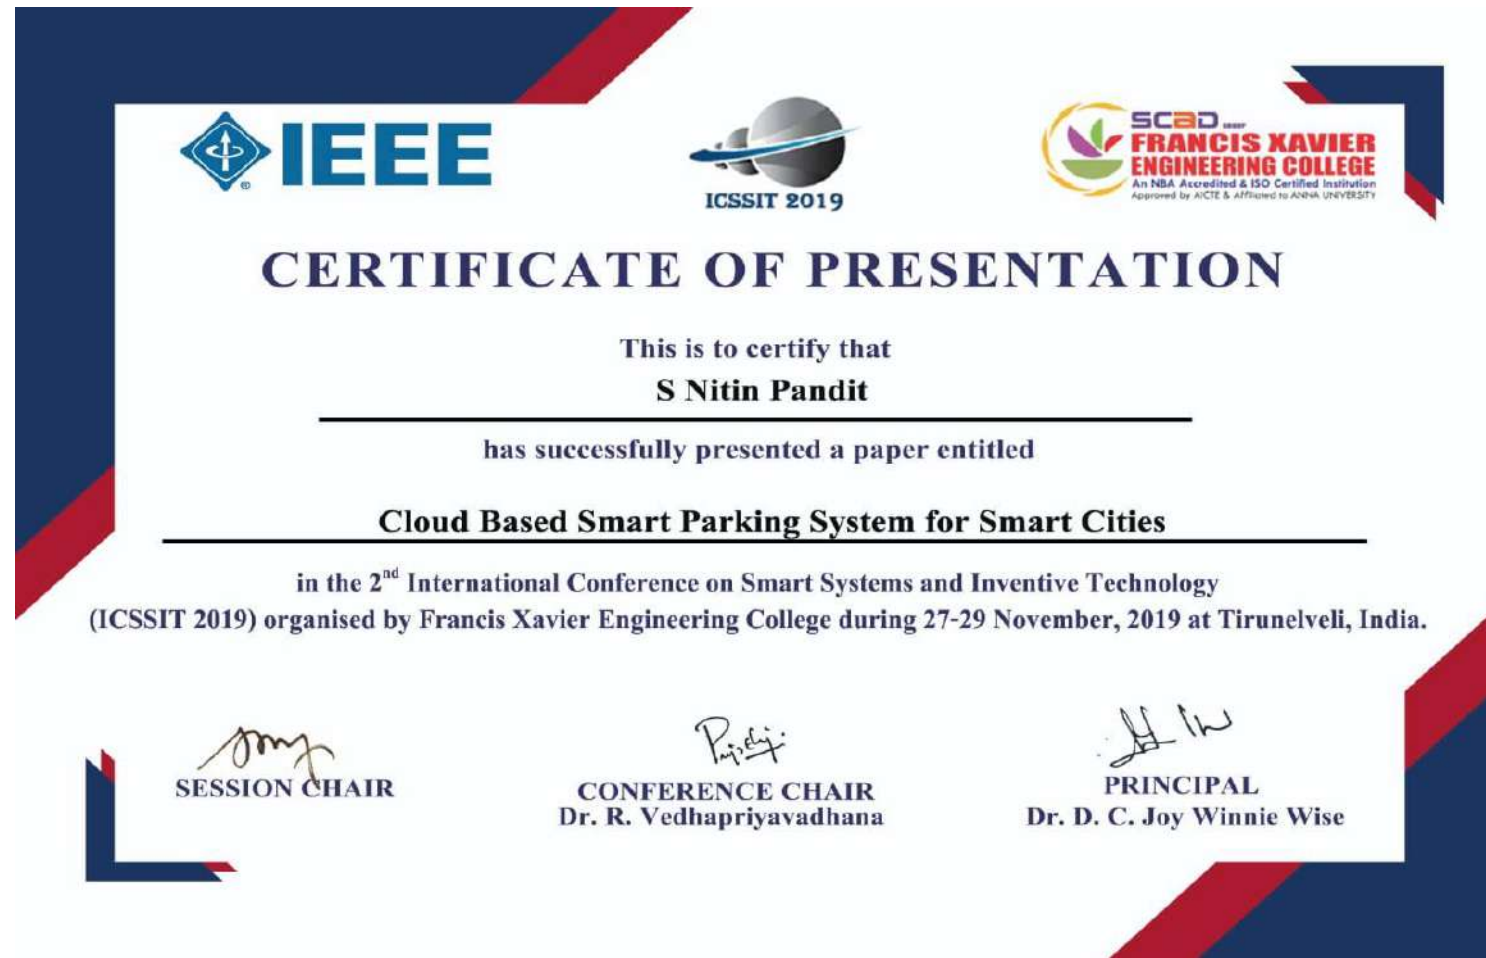 IEEE
®
ICSSIT 2019
SCAD
FRANCIS XAVIER
ENGINEERING COLLEGE
An NBA Accredited & ISO Certified Institution
Approved by AICTE & Affiliated to ANNA UNIVERSITY
CERTIFICATE OF PRESENTATION
This is to certify that
S Nitin Pandit
has successfully presented a paper entitled
Cloud Based Smart Parking System for Smart Cities
in the 2nd International Conference on Smart Systems and Inventive Technology
(ICSSIT 2019) organised by Francis Xavier Engineering College during 27-29 November, 2019 at Tirunelveli, India.
SESSION CHAIR
CONFERENCE CHAIR
Dr. R. Vedhapriyavadhana
PRINCIPAL
Dr. D. C. Joy Winnie Wise